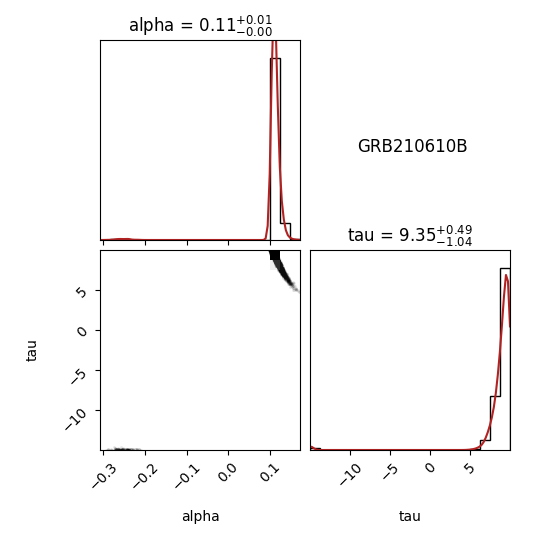 alpha = 0.11+0.01 −0.00
GRB210610B
tau = 9.35+0.49 −1.04
tau
5
0
−5
−10
−0.3 −0.2 −0.1 0.0 0.1
−10 −5 0 5
alpha
tau